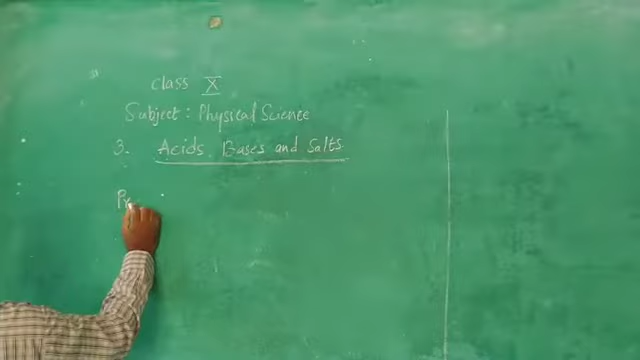 class X
Subject : Physical Science
3. Acids, Bases and Salts